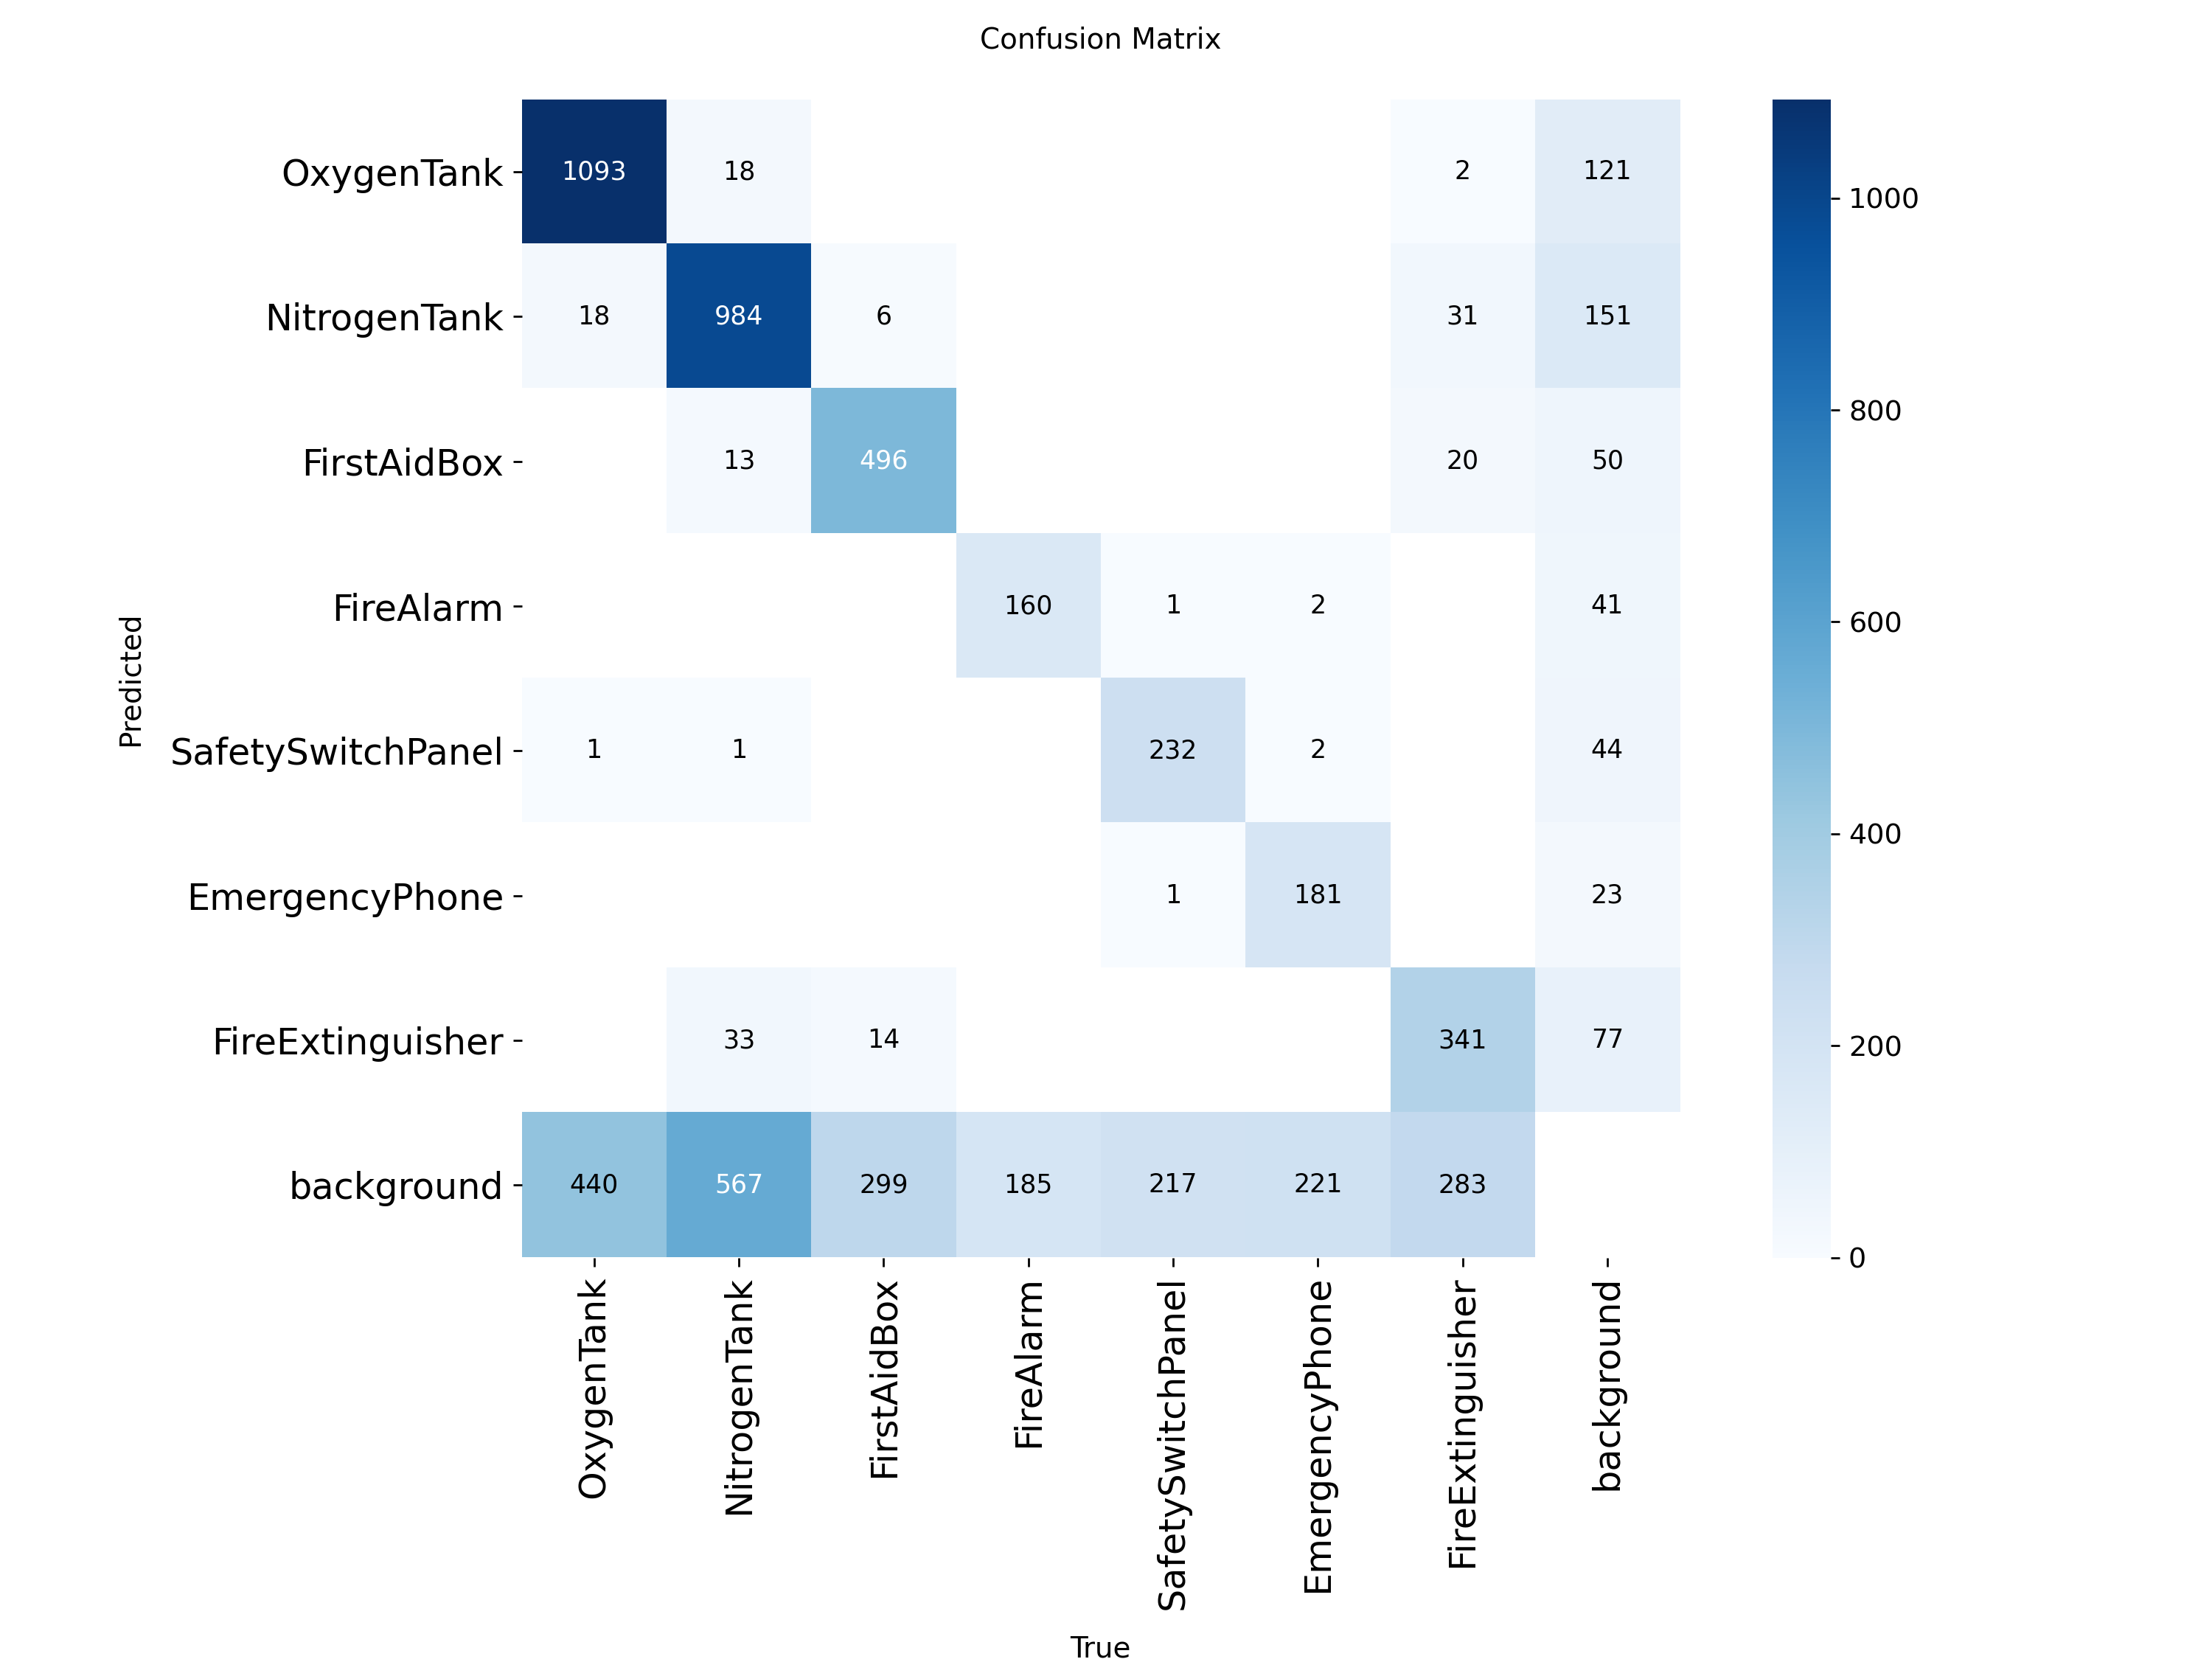 Confusion Matrix
OxygenTank 1093 18 2 121
NitrogenTank 18 984 6 31 151
FirstAidBox 13 496 20 50
FireAlarm 160 1 2 41
SafetySwitchPanel 1 1 232 2 44
EmergencyPhone 1 181 23
FireExtinguisher 33 14 341 77
background 440 567 299 185 217 221 283
Predicted
OxygenTank
NitrogenTank
FirstAidBox
FireAlarm
SafetySwitchPanel
EmergencyPhone
FireExtinguisher
background
True
1000
800
600
400
200
0